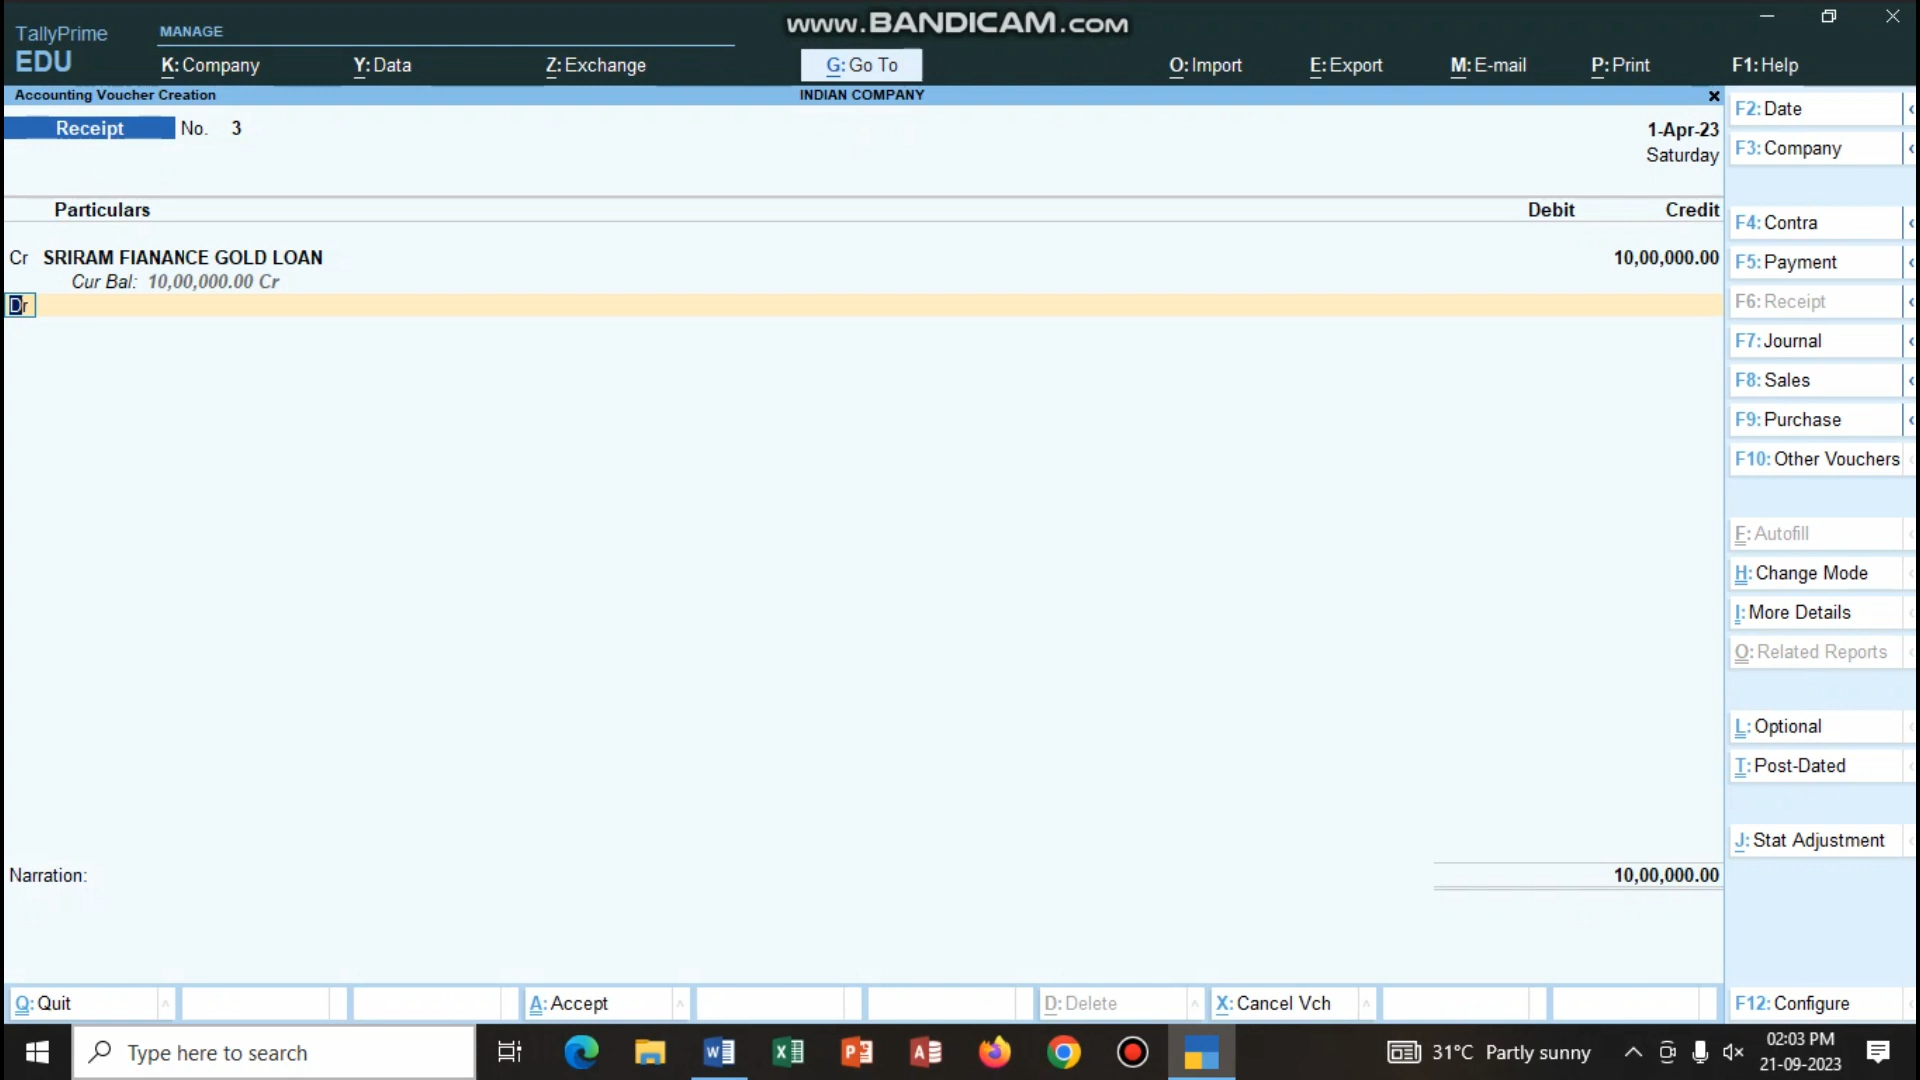 www.BANDICAM.com
TallyPrime
EDU
MANAGE
K: Company
Y: Data
Z: Exchange
G: Go To
O: Import
E: Export
M: E-mail
P: Print
F1: Help
Accounting Voucher Creation
INDIAN COMPANY
Receipt No. 3
1-Apr-23
Saturday
Particulars Debit Credit
Cr SRIRAM FIANANCE GOLD LOAN 10,00,000.00
Cur Bal: 10,00,000.00 Cr
Dr
Narration: 10,00,000.00
F2: Date
F3: Company
F4: Contra
F5: Payment
F6: Receipt
F7: Journal
F8: Sales
F9: Purchase
F10: Other Vouchers
F: Autofill
H: Change Mode
I: More Details
O: Related Reports
L: Optional
T: Post-Dated
J: Stat Adjustment
Q: Quit
A: Accept
D: Delete
X: Cancel Vch
F12: Configure
Type here to search
31°C Partly sunny
02:03 PM
21-09-2023